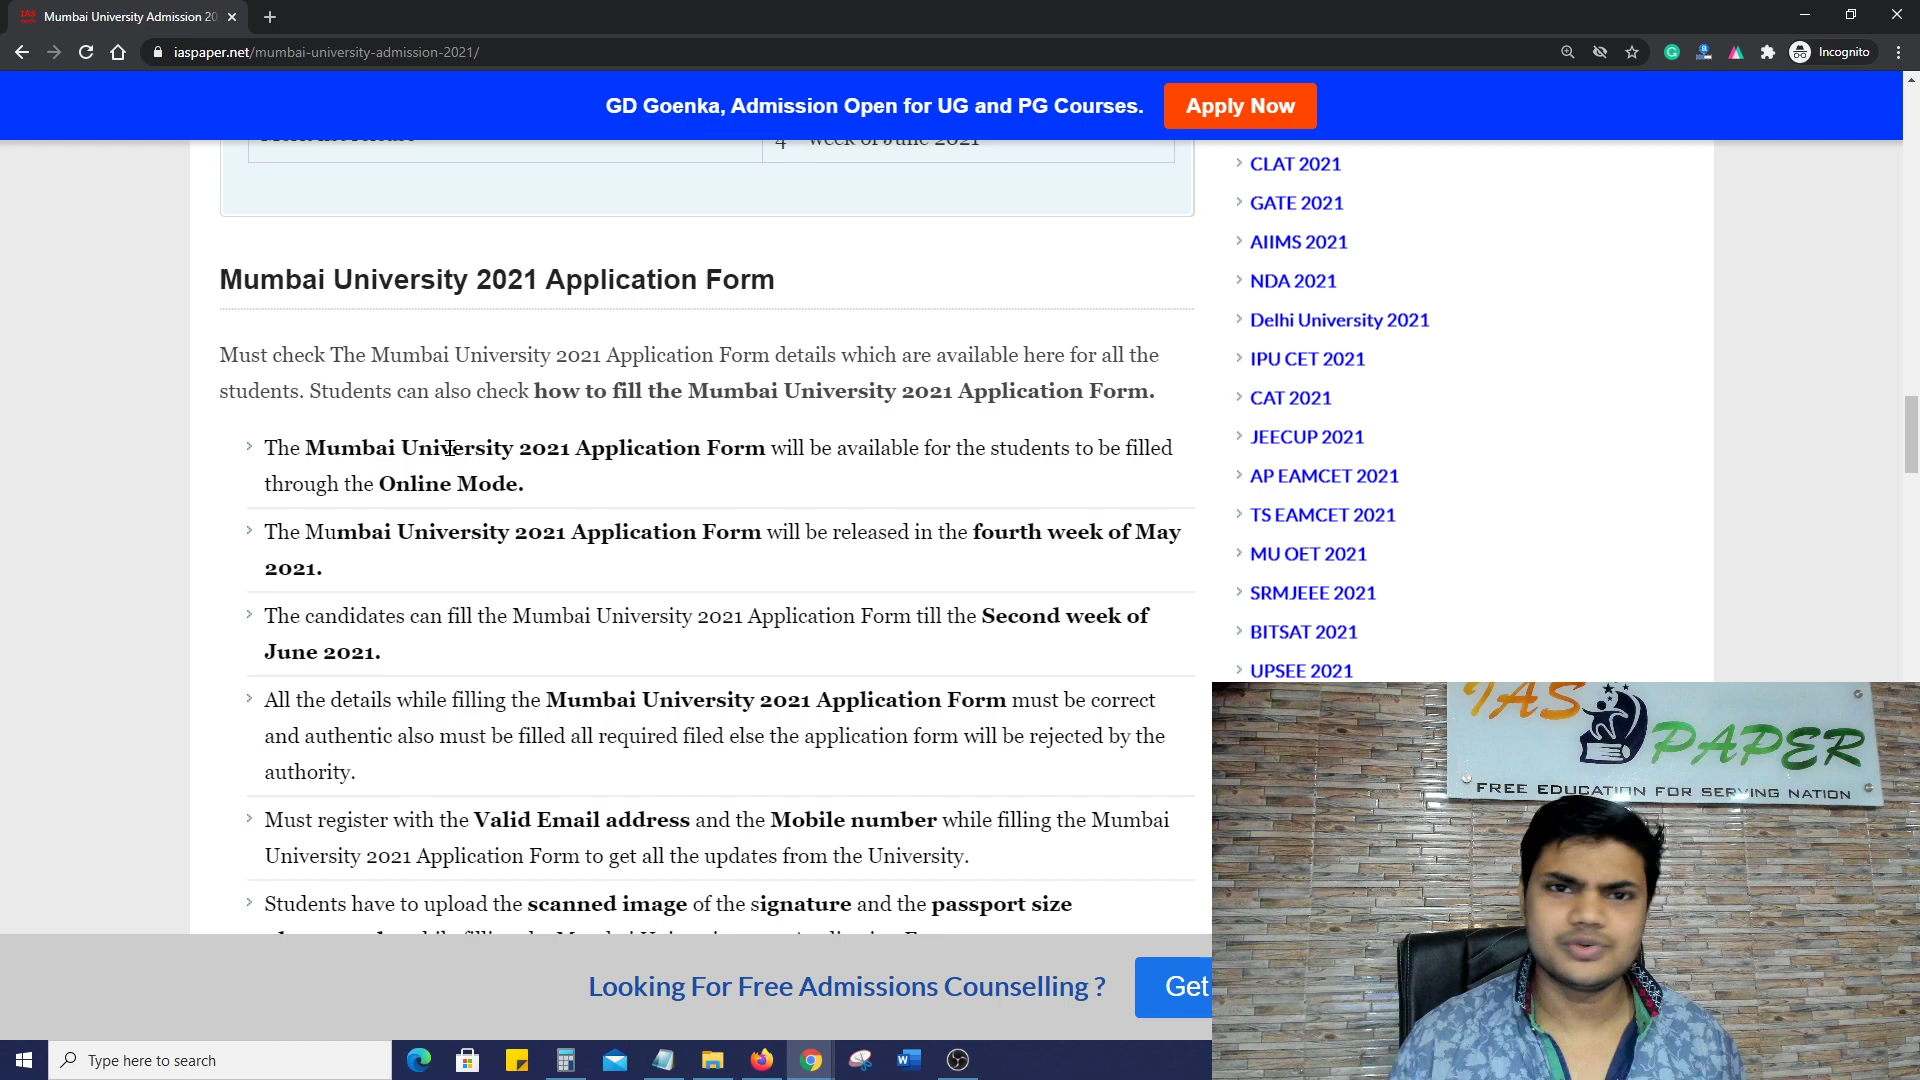 Mumbai University Admission 20
iaspaper.net/mumbai-university-admission-2021/
Incognito
GD Goenka, Admission Open for UG and PG Courses.
Apply Now
week of June 2021
Mumbai University 2021 Application Form
Must check The Mumbai University 2021 Application Form details which are available here for all the
students. Students can also check how to fill the Mumbai University 2021 Application Form.
The Mumbai University 2021 Application Form will be available for the students to be filled
through the Online Mode.
The Mumbai University 2021 Application Form will be released in the fourth week of May
2021.
The candidates can fill the Mumbai University 2021 Application Form till the Second week of
June 2021.
All the details while filling the Mumbai University 2021 Application Form must be correct
and authentic also must be filled all required filed else the application form will be rejected by the
authority.
Must register with the Valid Email address and the Mobile number while filling the Mumbai
University 2021 Application Form to get all the updates from the University.
Students have to upload the scanned image of the signature and the passport size
CLAT 2021
GATE 2021
AIIMS 2021
NDA 2021
Delhi University 2021
IPU CET 2021
CAT 2021
JEECUP 2021
AP EAMCET 2021
TS EAMCET 2021
MU OET 2021
SRMJEEE 2021
BITSAT 2021
UPSEE 2021
IAS
PAPER
FREE EDUCATION FOR SERVING NATION
Looking For Free Admissions Counselling ?
Get
Type here to search